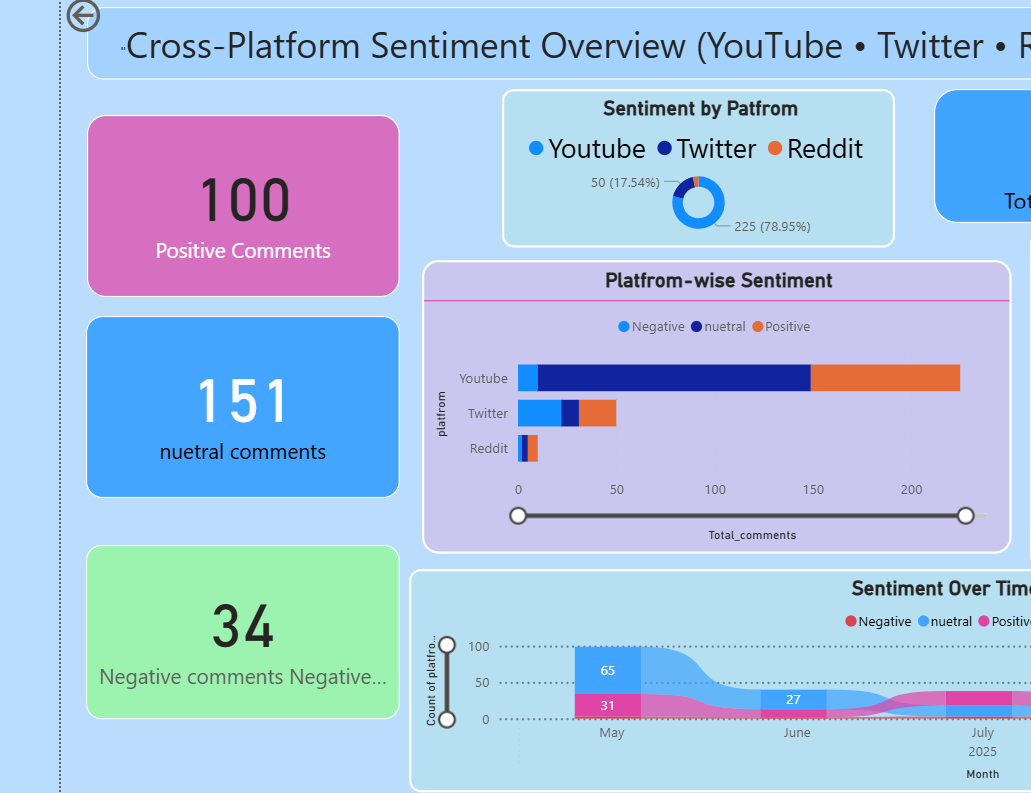 "Cross-Platform Sentiment Overview (YouTube • Twitter • R
100
Positive Comments
151
nuetral comments
34
Negative comments Negative...
Sentiment by Patfrom
Youtube Twitter Reddit
50 (17.54%)
225 (78.95%)
Tot
Platfrom-wise Sentiment
Negative nuetral Positive
platfrom
Youtube
Twitter
Reddit
0 50 100 150 200
Total_comments
Sentiment Over Time
Negative nuetral Positive
Count of platfro...
100
50
0
65
31
27
May June July
2025
Month